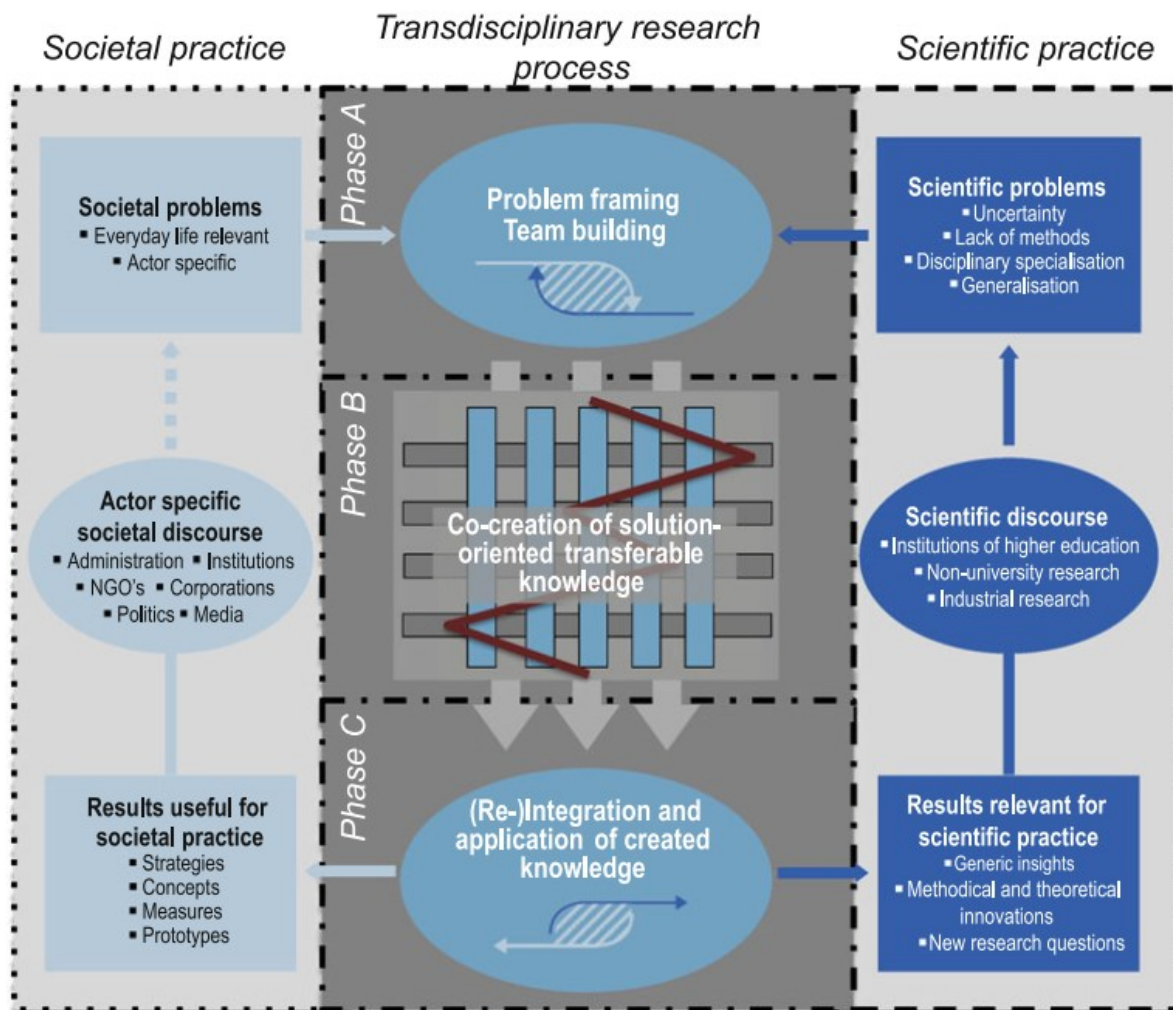 Societal practice
Transdisciplinary research
process
Scientific practice
Phase A
Societal problems
▪ Everyday life relevant
▪ Actor specific
Problem framing
Team building
Scientific problems
▪ Uncertainty
▪ Lack of methods
▪ Disciplinary specialisation
▪ Generalisation
Phase B
Actor specific
societal discourse
▪ Administration ▪ Institutions
▪ NGO's ▪ Corporations
▪ Politics ▪ Media
Co-creation of solution-
oriented transferable
knowledge
Scientific discourse
▪ Institutions of higher education
▪ Non-university research
▪ Industrial research
Phase C
Results useful for
societal practice
▪ Strategies
▪ Concepts
▪ Measures
▪ Prototypes
(Re-)Integration and
application of created
knowledge
Results relevant for
scientific practice
▪ Generic insights
▪ Methodical and theoretical
innovations
▪ New research questions